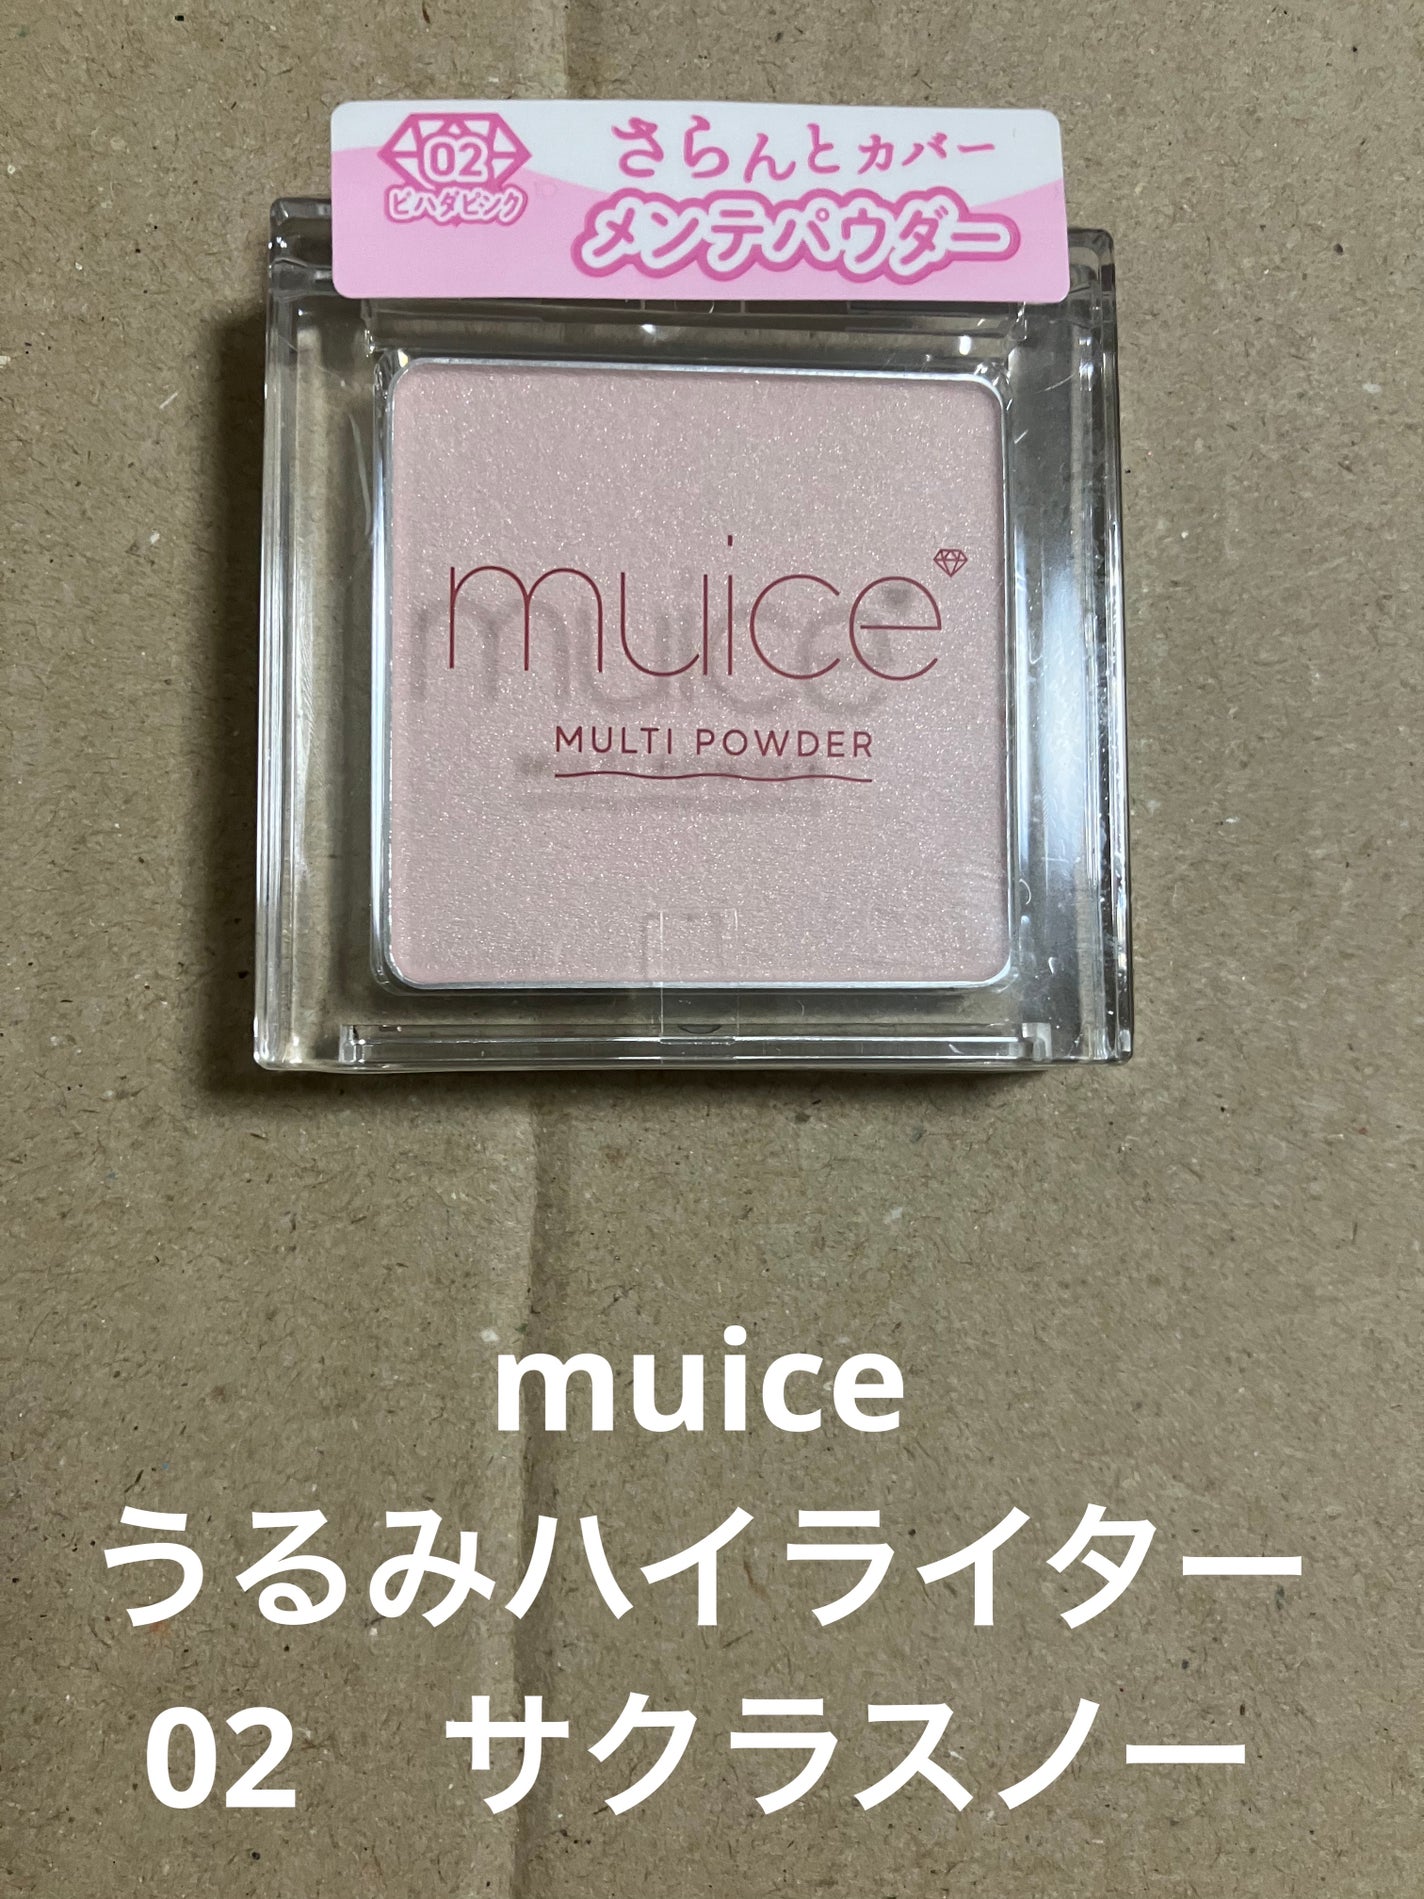 02
ビハダピンク
さらんとカバー
メンテパウダー
muice
MULTI POWDER
muice
うるみハイライター
02　サクラスノー